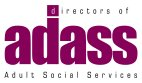 directors of
adass
Adult Social Services